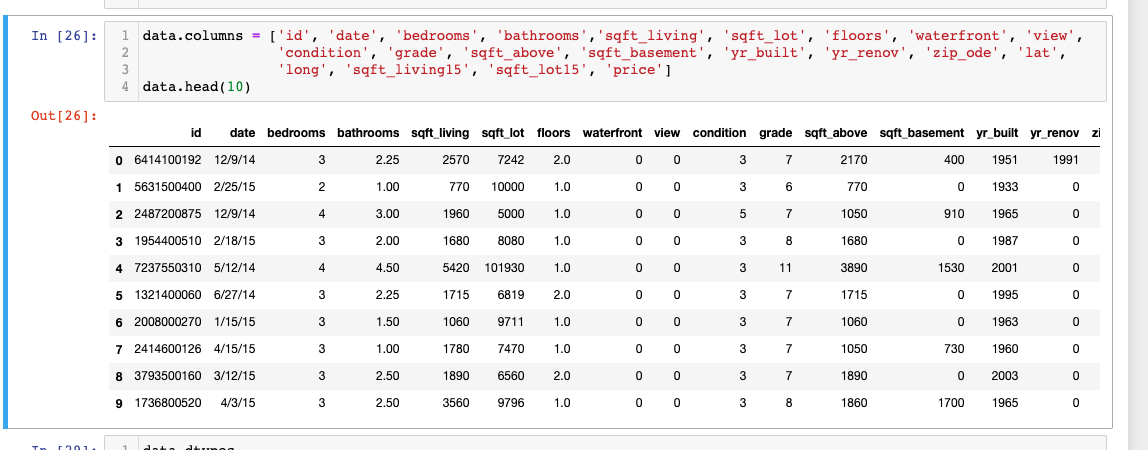 In [26]:
1 data.columns = ['id', 'date', 'bedrooms', 'bathrooms','sqft_living', 'sqft_lot', 'floors', 'waterfront', 'view',
2 'condition', 'grade', 'sqft_above', 'sqft_basement', 'yr_built', 'yr_renov', 'zip_ode', 'lat',
3 'long', 'sqft_living15', 'sqft_lot15', 'price']
4 data.head(10)
Out[26]:
id date bedrooms bathrooms sqft_living sqft_lot floors waterfront view condition grade sqft_above sqft_basement yr_built yr_renov zi
0 6414100192 12/9/14 3 2.25 2570 7242 2.0 0 0 3 7 2170 400 1951 1991
1 5631500400 2/25/15 2 1.00 770 10000 1.0 0 0 3 6 770 0 1933 0
2 2487200875 12/9/14 4 3.00 1960 5000 1.0 0 0 5 7 1050 910 1965 0
3 1954400510 2/18/15 3 2.00 1680 8080 1.0 0 0 3 8 1680 0 1987 0
4 7237550310 5/12/14 4 4.50 5420 101930 1.0 0 0 3 11 3890 1530 2001 0
5 1321400060 6/27/14 3 2.25 1715 6819 2.0 0 0 3 7 1715 0 1995 0
6 2008000270 1/15/15 3 1.50 1060 9711 1.0 0 0 3 7 1060 0 1963 0
7 2414600126 4/15/15 3 1.00 1780 7470 1.0 0 0 3 7 1050 730 1960 0
8 3793500160 3/12/15 3 2.50 1890 6560 2.0 0 0 3 7 1890 0 2003 0
9 1736800520 4/3/15 3 2.50 3560 9796 1.0 0 0 3 8 1860 1700 1965 0
1 data.dtypes